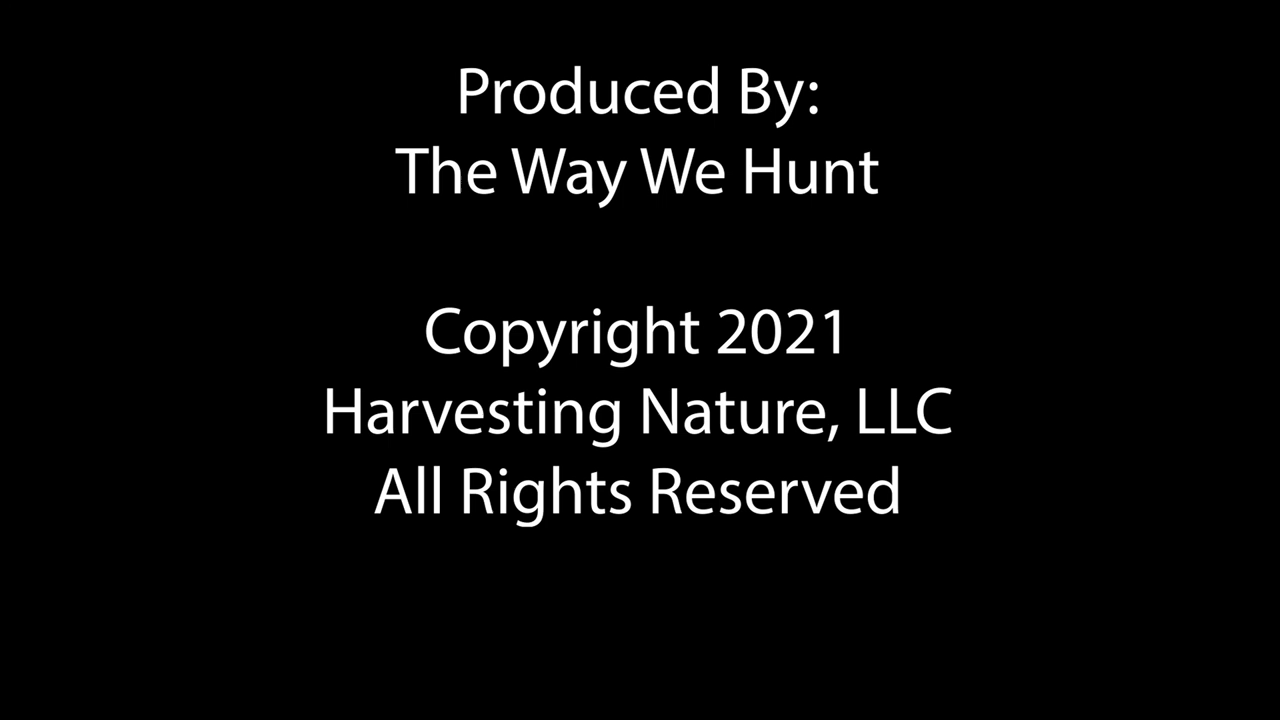 Produced By:
The Way We Hunt
Copyright 2021
Harvesting Nature, LLC
All Rights Reserved